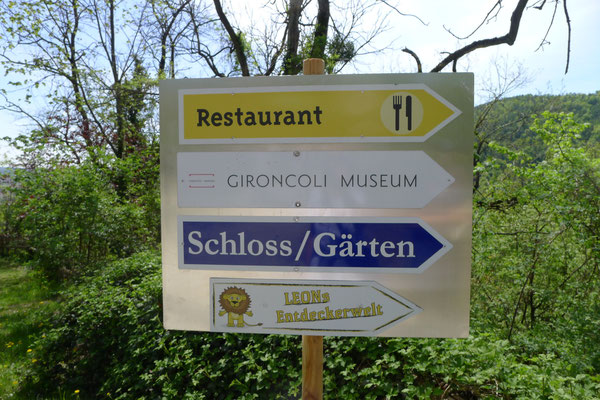 Restaurant
GIRONCOLI MUSEUM
Schloss/Gärten
LEONs
Entdeckerwelt